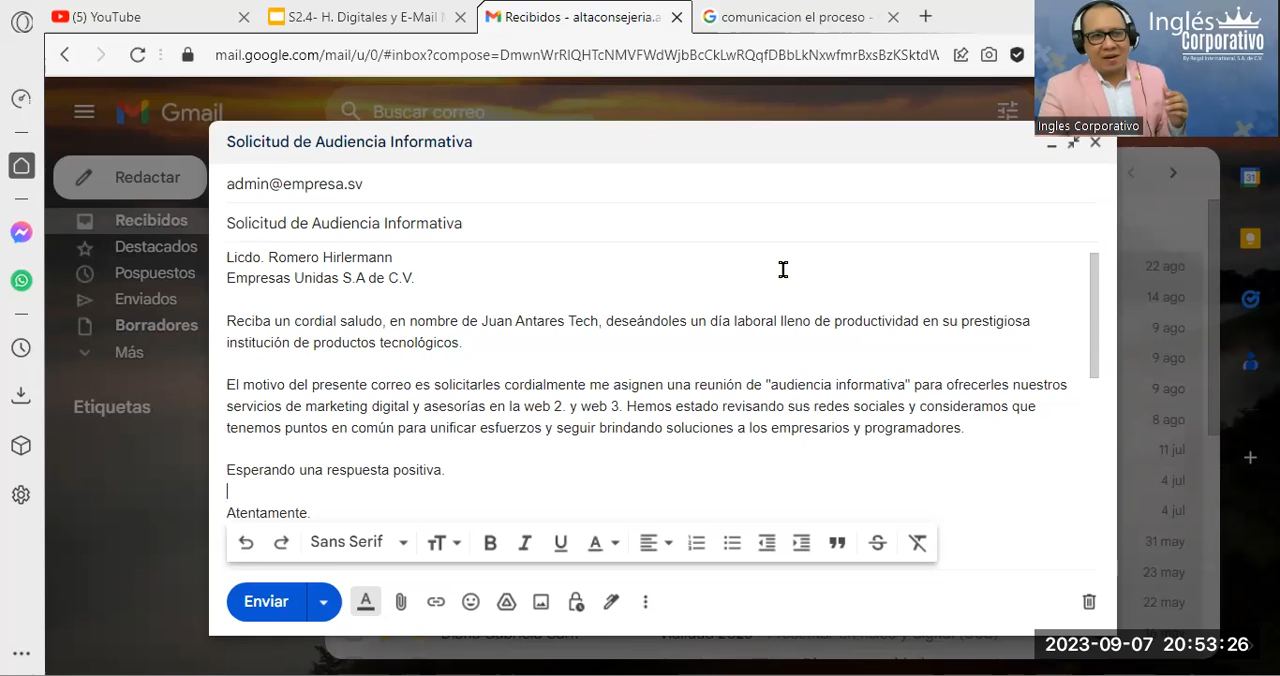 (5) YouTube
S2.4- H. Digitales y E-Mail
Recibidos - altaconsejeria.a
comunicacion el proceso -
mail.google.com/mail/u/0/#inbox?compose=DmwnWrRlQHTcNMVFWdWjbBcCkLwRQqfDBbLkNxwfmrBxsBzKSktdW
Inglés
Corporativo
By Regal International, S.A. de C.V.
Ingles Corporativo
Gmail
Buscar correo
Redactar
Recibidos
Destacados
Pospuestos
Enviados
Borradores
Más
Etiquetas
Solicitud de Audiencia Informativa
admin@empresa.sv
Solicitud de Audiencia Informativa
Licdo. Romero Hirlermann
Empresas Unidas S.A de C.V.
Reciba un cordial saludo, en nombre de Juan Antares Tech, deseándoles un día laboral lleno de productividad en su prestigiosa
institución de productos tecnológicos.
El motivo del presente correo es solicitarles cordialmente me asignen una reunión de "audiencia informativa" para ofrecerles nuestros
servicios de marketing digital y asesorías en la web 2. y web 3. Hemos estado revisando sus redes sociales y consideramos que
tenemos puntos en común para unificar esfuerzos y seguir brindando soluciones a los empresarios y programadores.
Esperando una respuesta positiva.
Atentamente.
Sans Serif
Enviar
22 ago
14 ago
9 ago
9 ago
9 ago
8 ago
11 jul
4 jul
4 jul
31 may
23 may
22 may
31
2023-09-07 20:53:26